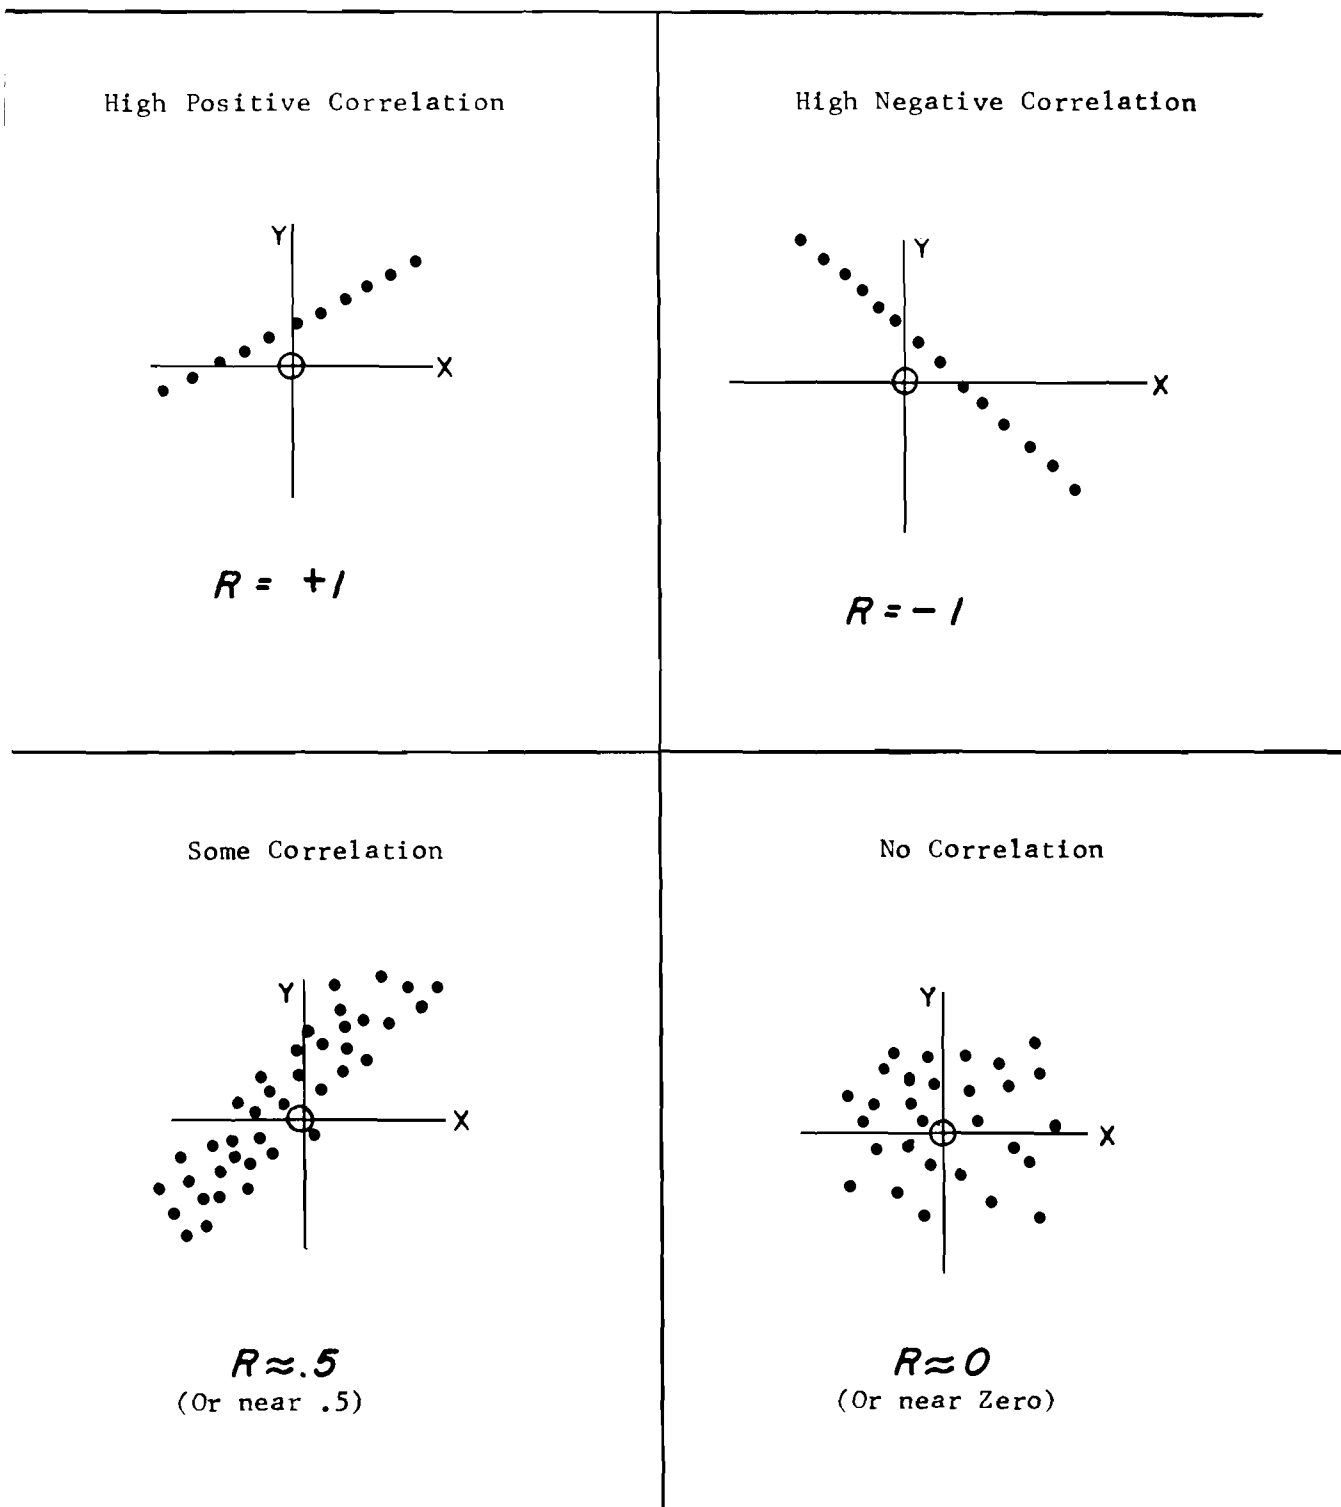 High Positive Correlation
Y
X
R = +1
High Negative Correlation
Y
X
R = - 1
Some Correlation
Y
X
R ≈ .5
(Or near .5)
No Correlation
Y
X
R ≈ 0
(Or near Zero)